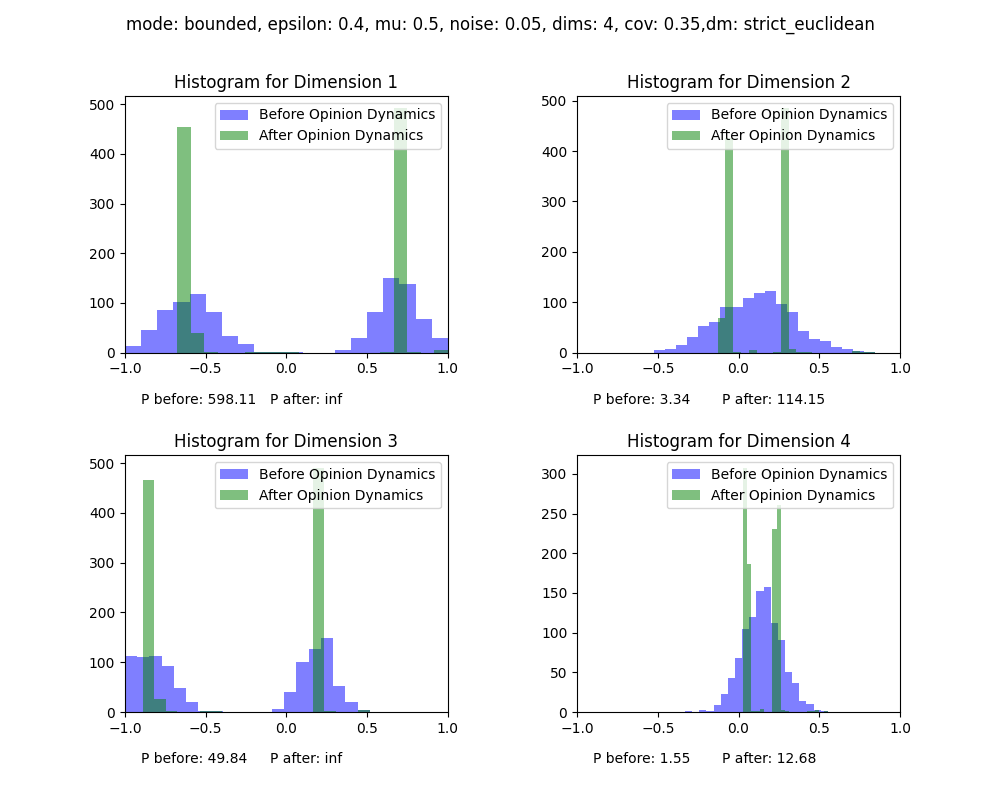 mode: bounded, epsilon: 0.4, mu: 0.5, noise: 0.05, dims: 4, cov: 0.35,dm: strict_euclidean
Histogram for Dimension 1
Before Opinion Dynamics
After Opinion Dynamics
500
400
300
200
100
0
−1.0 −0.5 0.0 0.5 1.0
P before: 598.11 P after: inf
Histogram for Dimension 2
Before Opinion Dynamics
After Opinion Dynamics
500
400
300
200
100
0
−1.0 −0.5 0.0 0.5 1.0
P before: 3.34 P after: 114.15
Histogram for Dimension 3
Before Opinion Dynamics
After Opinion Dynamics
500
400
300
200
100
0
−1.0 −0.5 0.0 0.5 1.0
P before: 49.84 P after: inf
Histogram for Dimension 4
Before Opinion Dynamics
After Opinion Dynamics
300
250
200
150
100
50
0
−1.0 −0.5 0.0 0.5 1.0
P before: 1.55 P after: 12.68